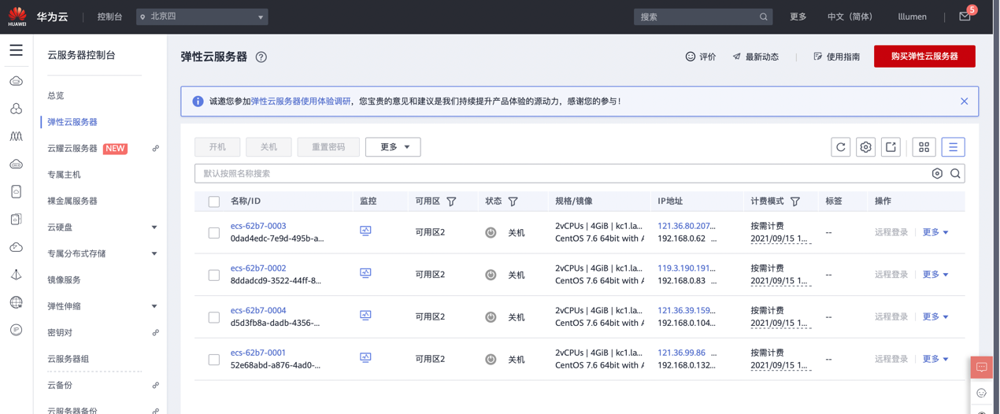 HUAWEI
华为云
控制台
北京四
搜索
更多
中文（简体）
lllumen
5
云服务器控制台
总览
弹性云服务器
云耀云服务器 NEW
专属主机
裸金属服务器
云硬盘
专属分布式存储
镜像服务
弹性伸缩
密钥对
云服务器组
云备份
云服务器备份
弹性云服务器
评价
最新动态
使用指南
购买弹性云服务器
诚邀您参加弹性云服务器使用体验调研，您宝贵的意见和建议是我们持续提升产品体验的源动力，感谢您的参与！
开机
关机
重置密码
更多
默认按照名称搜索
名称/ID 监控 可用区 状态 规格/镜像 IP地址 计费模式 标签 操作
ecs-62b7-0003 2vCPUs | 4GiB | kc1.la... 121.36.80.207... 按需计费
可用区2 关机 -- 远程登录 更多
0dad4edc-7e9d-495b-a... CentOS 7.6 64bit with A 192.168.0.62 ... 2021/09/15 1...
ecs-62b7-0002 2vCPUs | 4GiB | kc1.la... 119.3.190.191... 按需计费
可用区2 关机 -- 远程登录 更多
8ddadcd9-3522-44ff-8... CentOS 7.6 64bit with A 192.168.0.83 ... 2021/09/15 1...
ecs-62b7-0004 2vCPUs | 4GiB | kc1.la... 121.36.39.159... 按需计费
可用区2 关机 -- 远程登录 更多
d5d3fb8a-dadb-4356-... CentOS 7.6 64bit with A 192.168.0.104... 2021/09/15 1...
ecs-62b7-0001 2vCPUs | 4GiB | kc1.la... 121.36.99.86 ... 按需计费
可用区2 关机 -- 远程登录 更多
52e68abd-a876-4ad0-... CentOS 7.6 64bit with A 192.168.0.132... 2021/09/15 1...